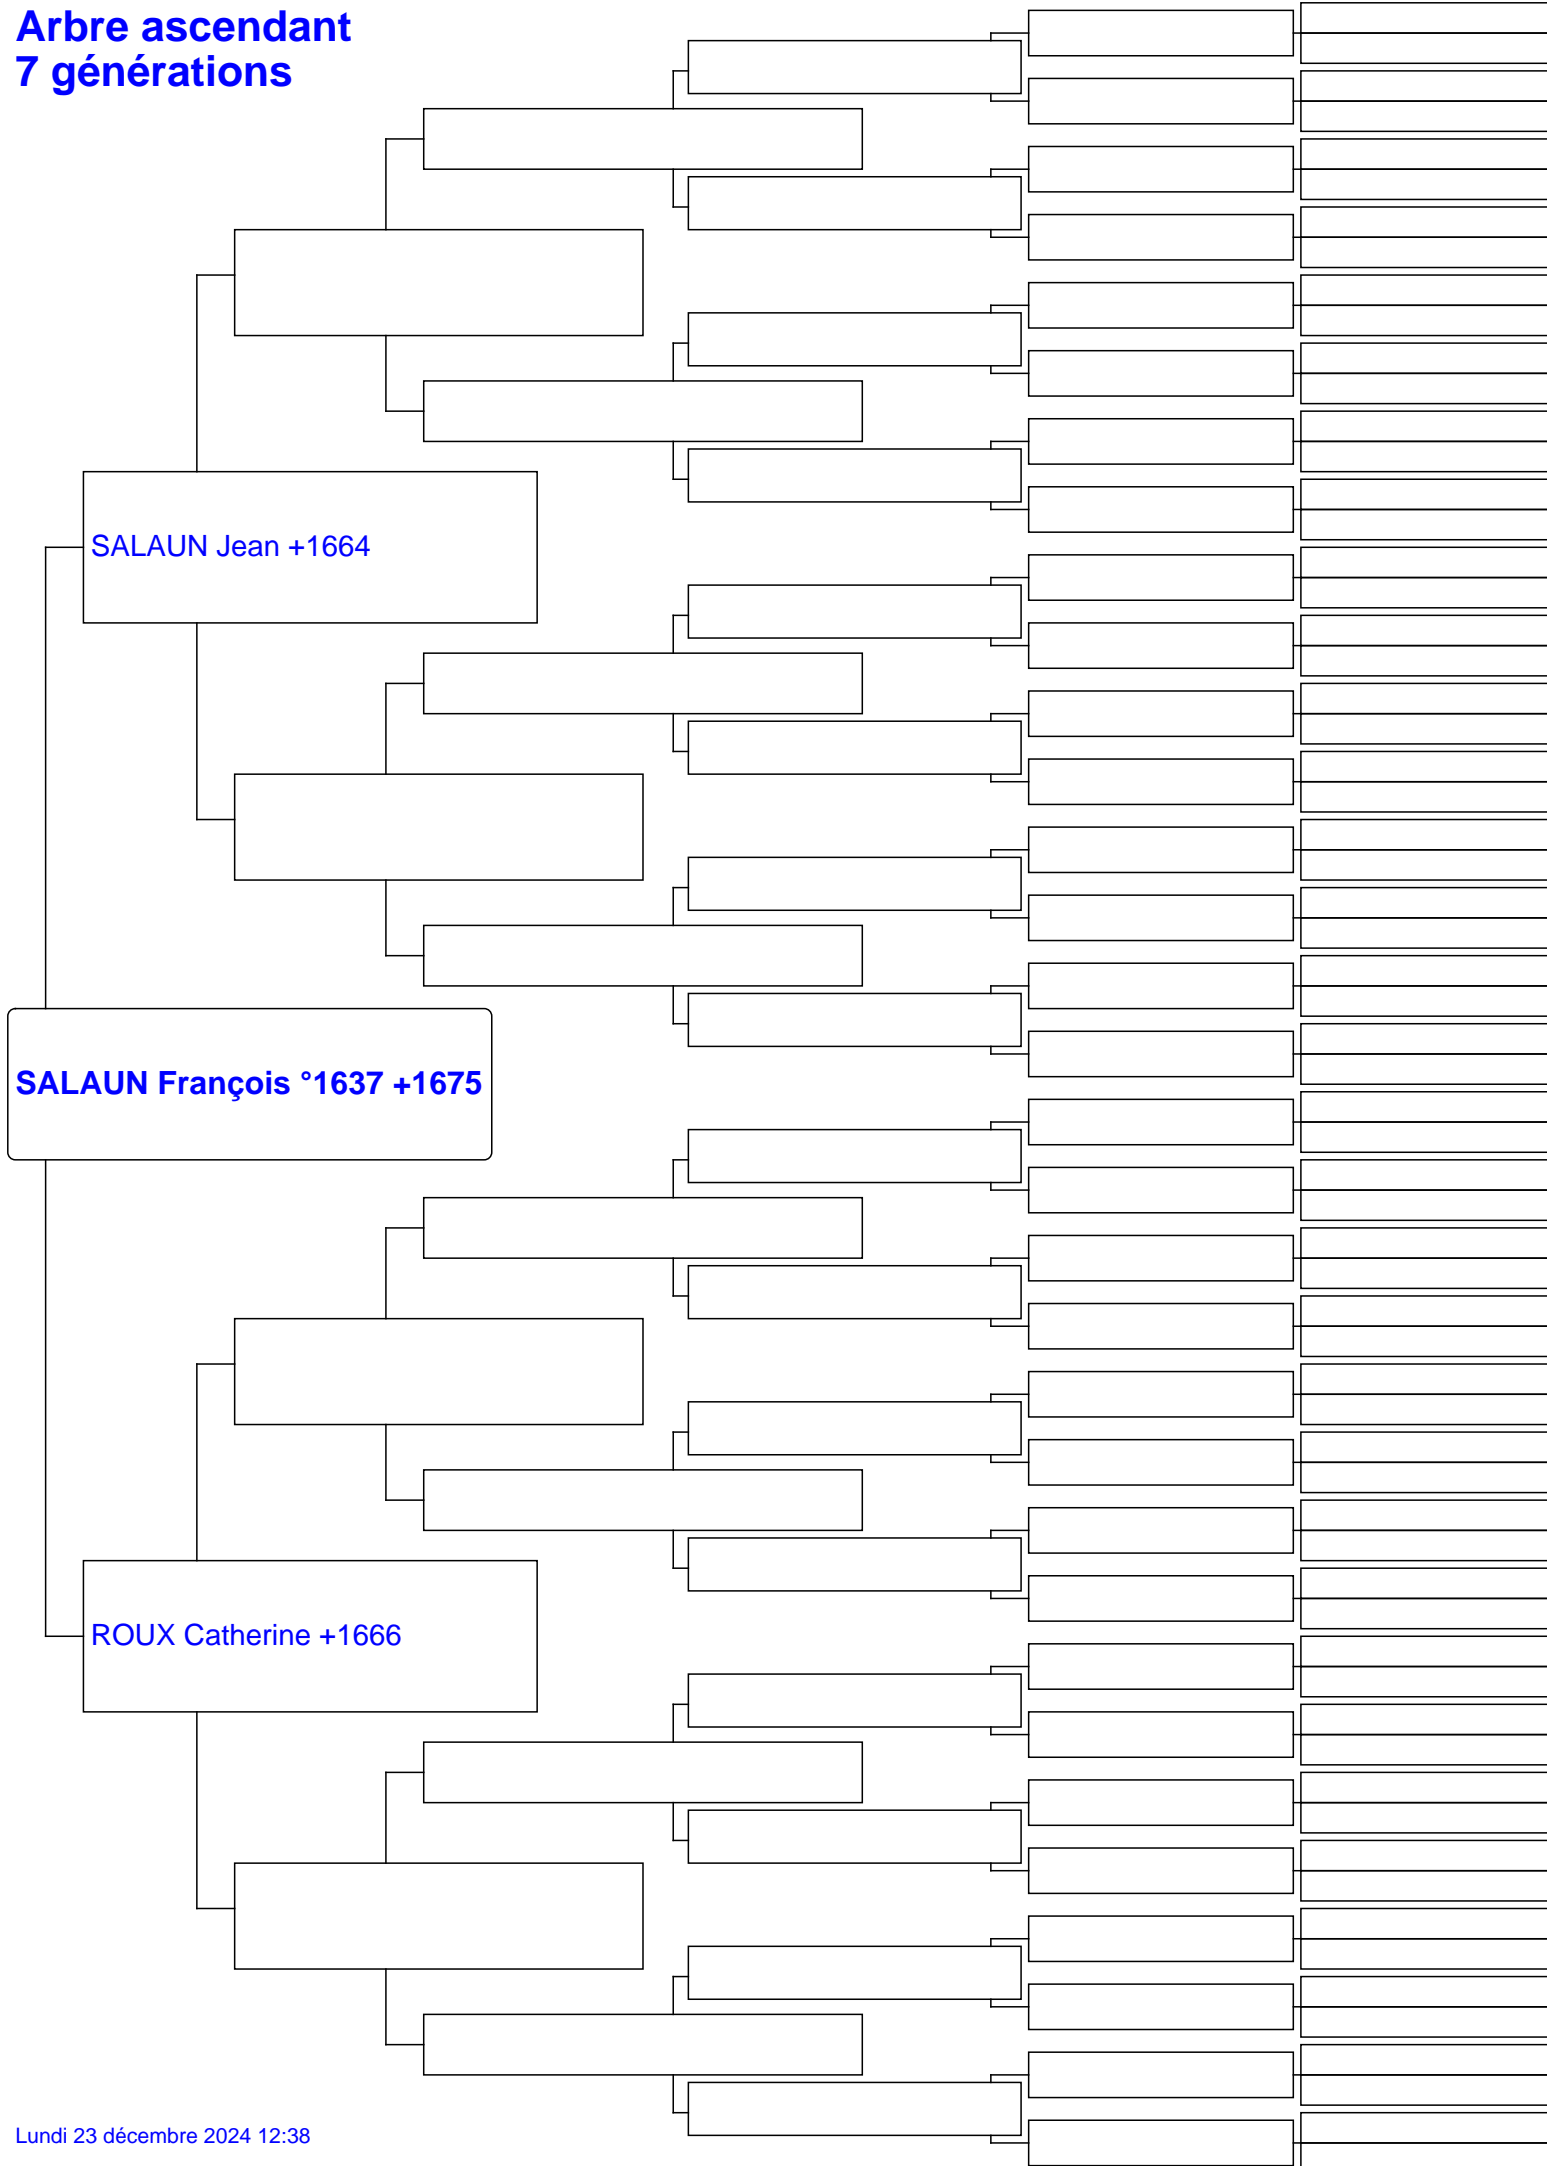 Arbre ascendant
7 générations
SALAUN Jean +1664
SALAUN François °1637 +1675
ROUX Catherine +1666
Lundi 23 décembre 2024 12:38